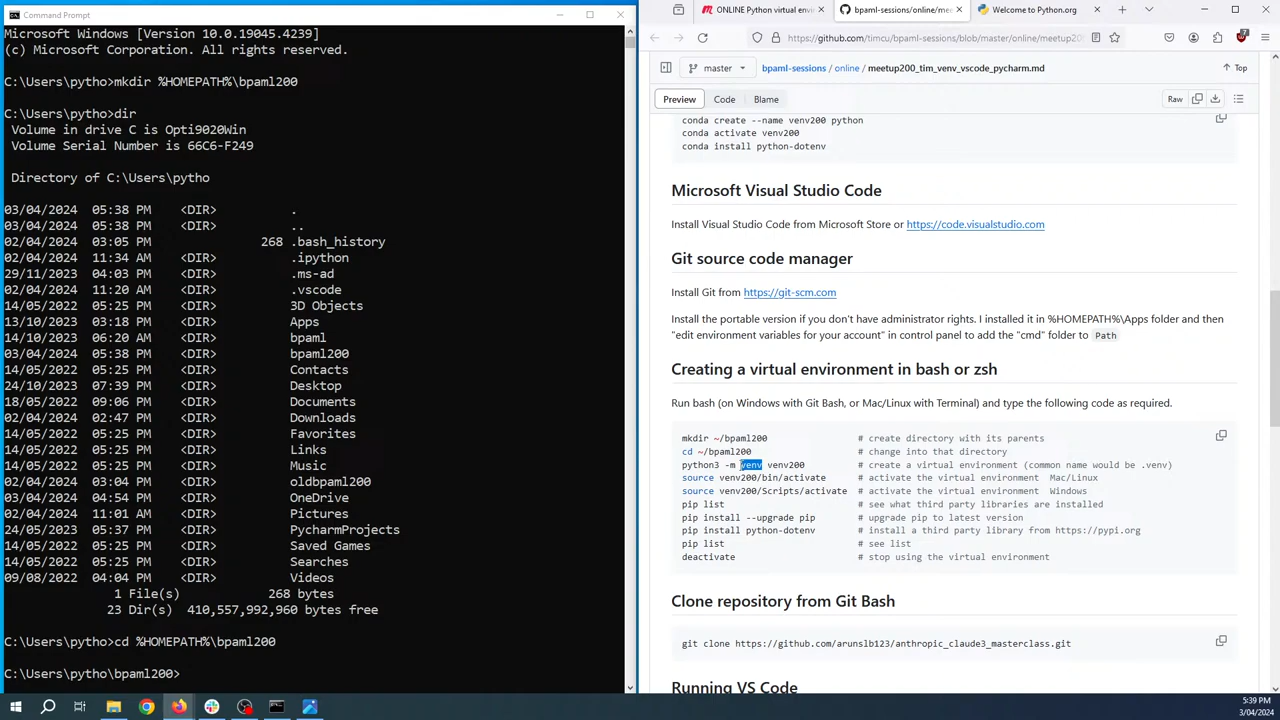 Command Prompt
Microsoft Windows [Version 10.0.19045.4239]
(c) Microsoft Corporation. All rights reserved.
C:\Users\pytho>mkdir %HOMEPATH%\bpaml200
C:\Users\pytho>dir
Volume in drive C is Opti9020Win
Volume Serial Number is 66C6-F249
Directory of C:\Users\pytho
03/04/2024 05:38 PM <DIR> .
03/04/2024 05:38 PM <DIR> ..
02/04/2024 03:05 PM 268 .bash_history
02/04/2024 11:34 AM <DIR> .ipython
29/11/2023 04:03 PM <DIR> .ms-ad
02/04/2024 11:20 AM <DIR> .vscode
14/05/2022 05:25 PM <DIR> 3D Objects
13/10/2023 03:18 PM <DIR> Apps
14/10/2023 06:20 AM <DIR> bpaml
03/04/2024 05:38 PM <DIR> bpaml200
14/05/2022 05:25 PM <DIR> Contacts
24/10/2023 07:39 PM <DIR> Desktop
18/05/2022 09:06 PM <DIR> Documents
02/04/2024 02:47 PM <DIR> Downloads
14/05/2022 05:25 PM <DIR> Favorites
14/05/2022 05:25 PM <DIR> Links
14/05/2022 05:25 PM <DIR> Music
02/04/2024 03:04 PM <DIR> oldbpaml200
03/04/2024 04:54 PM <DIR> OneDrive
02/04/2024 11:01 AM <DIR> Pictures
24/05/2023 05:37 PM <DIR> PycharmProjects
14/05/2022 05:25 PM <DIR> Saved Games
14/05/2022 05:25 PM <DIR> Searches
09/08/2022 04:04 PM <DIR> Videos
1 File(s) 268 bytes
23 Dir(s) 410,557,992,960 bytes free
C:\Users\pytho>cd %HOMEPATH%\bpaml200
C:\Users\pytho\bpaml200>
ONLINE Python virtual envi
bpaml-sessions/online/mee
Welcome to Python.org
https://github.com/timcu/bpaml-sessions/blob/master/online/meetup200
7
master
bpaml-sessions / online / meetup200_tim_venv_vscode_pycharm.md
Top
Preview Code Blame
Raw
conda create --name venv200 python
conda activate venv200
conda install python-dotenv
Microsoft Visual Studio Code
Install Visual Studio Code from Microsoft Store or https://code.visualstudio.com
Git source code manager
Install Git from https://git-scm.com
Install the portable version if you don't have administrator rights. I installed it in %HOMEPATH%\Apps folder and then
"edit environment variables for your account" in control panel to add the "cmd" folder to Path
Creating a virtual environment in bash or zsh
Run bash (on Windows with Git Bash, or Mac/Linux with Terminal) and type the following code as required.
mkdir ~/bpaml200 # create directory with its parents
cd ~/bpaml200 # change into that directory
python3 -m venv venv200 # create a virtual environment (common name would be .venv)
source venv200/bin/activate # activate the virtual environment Mac/Linux
source venv200/Scripts/activate # activate the virtual environment Windows
pip list # see what third party libraries are installed
pip install --upgrade pip # upgrade pip to latest version
pip install python-dotenv # install a third party library from https://pypi.org
pip list # see list
deactivate # stop using the virtual environment
Clone repository from Git Bash
git clone https://github.com/arunslb123/anthropic_claude3_masterclass.git
Running VS Code
5:39 PM
3/04/2024